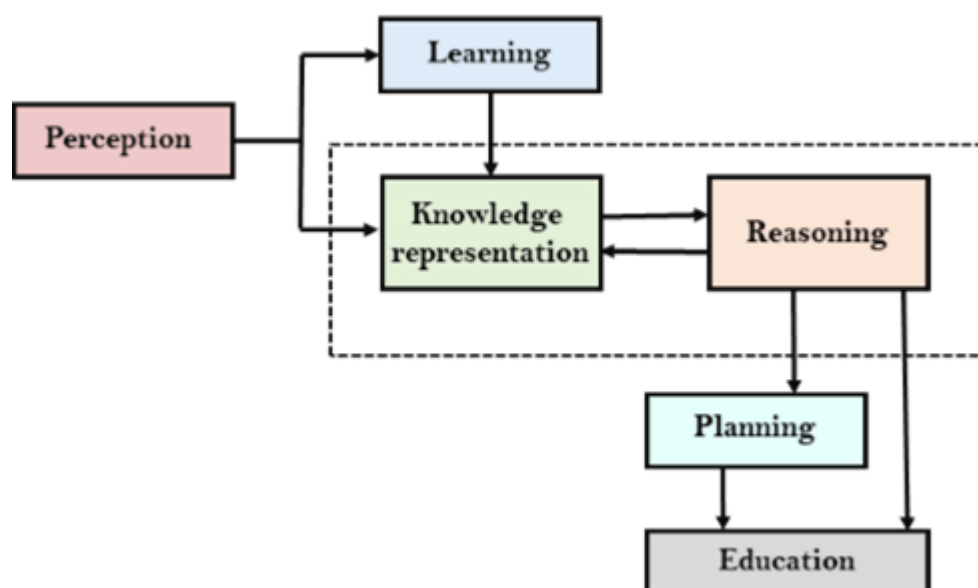 Learning
Perception
Knowledge
representation
Reasoning
Planning
Education